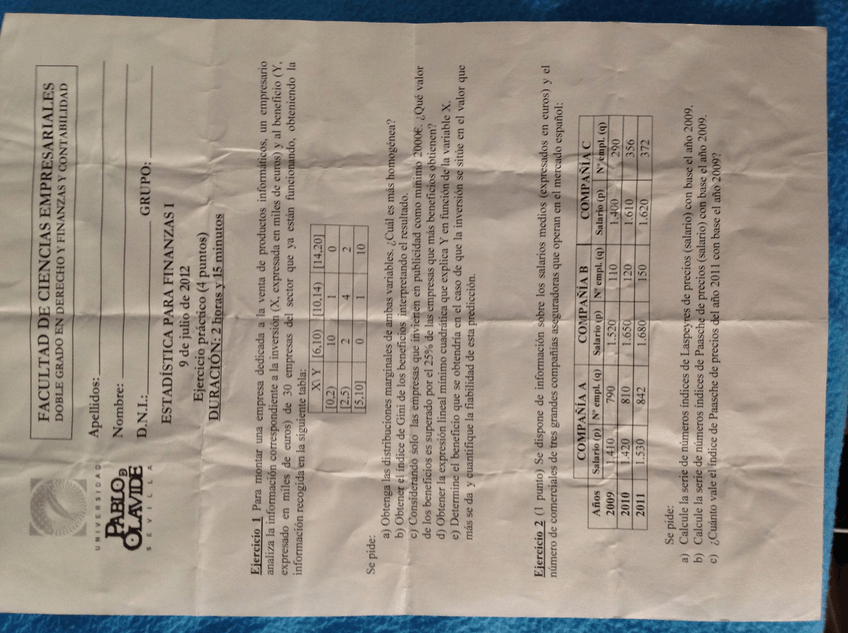 UNIVERSIDAD
PABLO DE
OLAVIDE
SEVILLA
FACULTAD DE CIENCIAS EMPRESARIALES
DOBLE GRADO EN DERECHO Y FINANZAS Y CONTABILIDAD
Apellidos:
Nombre:
D.N.I.: GRUPO:
ESTADÍSTICA PARA FINANZAS I
9 de julio de 2012
Ejercicio práctico (4 puntos)
DURACIÓN: 2 horas y 15 minutos
Ejercicio 1 Para montar una empresa dedicada a la venta de productos informáticos, un empresario
analiza la información correspondiente a la inversión (X, expresada en miles de euros) y al beneficio (Y,
expresado en miles de euros) de 30 empresas del sector que ya están funcionando, obteniendo la
información recogida en la siguiente tabla:
X\ Y [6,10) [10,14) [14,20]
[0,2) 10 1 0
[2,5) 2 4 2
[5,10] 0 1 10
Se pide:
a) Obtenga las distribuciones marginales de ambas variables. ¿Cuál es más homogénea?
b) Obtener el índice de Gini de los beneficios interpretando el resultado.
c) Considerando solo las empresas que invierten en publicidad como mínimo 2000€. ¿Qué valor
de los beneficios es superado por el 25% de las empresas que más beneficios obtienen?
d) Obtener la expresión lineal mínimo cuadrática que explica Y en función de la variable X.
e) Determine el beneficio que se obtendría en el caso de que la inversión se sitúe en el valor que
más se da y cuantifique la fiabilidad de esta predicción.
Ejercicio 2 (1 punto) Se dispone de información sobre los salarios medios (expresados en euros) y el
número de comerciales de tres grandes compañías aseguradoras que operan en el mercado español:
COMPAÑÍA A COMPAÑÍA B COMPAÑÍA C
Años Salario (p) Nº empl. (q) Salario (p) Nº empl. (q) Salario (p) Nº empl. (q)
2009 1.410 790 1.520 110 1.400 290
2010 1.420 810 1.650 120 1.610 356
2011 1.530 842 1.680 150 1.620 372
Se pide:
a) Calcule la serie de números índices de Laspeyres de precios (salario) con base el año 2009.
b) Calcule la serie de números índices de Paasche de precios (salario) con base el año 2009.
c) ¿Cuánto vale el índice de Paasche de precios del año 2011 con base el año 2009?